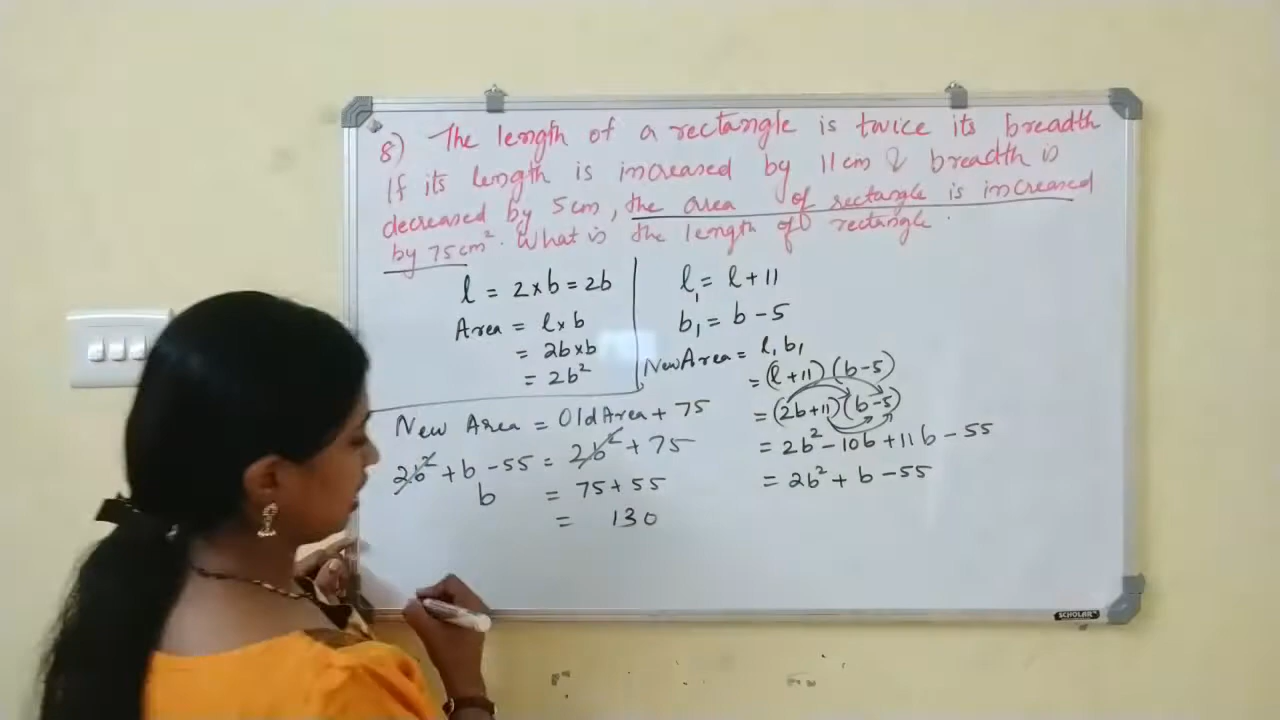 8) The length of a rectangle is twice its breadth
If its length is increased by 11cm & breadth is
decreased by 5cm, the area of rectangle is increased
by 75cm². What is the length of rectangle.
l = 2×b = 2b
Area = l×b
= 2b×b
= 2b²
l₁ = l + 11
b₁ = b - 5
New Area = l₁b₁
= (l+11) (b-5)
= (2b+11)(b-5)
= 2b² - 10b + 11b - 55
= 2b² + b - 55
New Area = Old Area + 75
2b² + b - 55 = 2b² + 75
b = 75 + 55
= 130
SCHOLAR